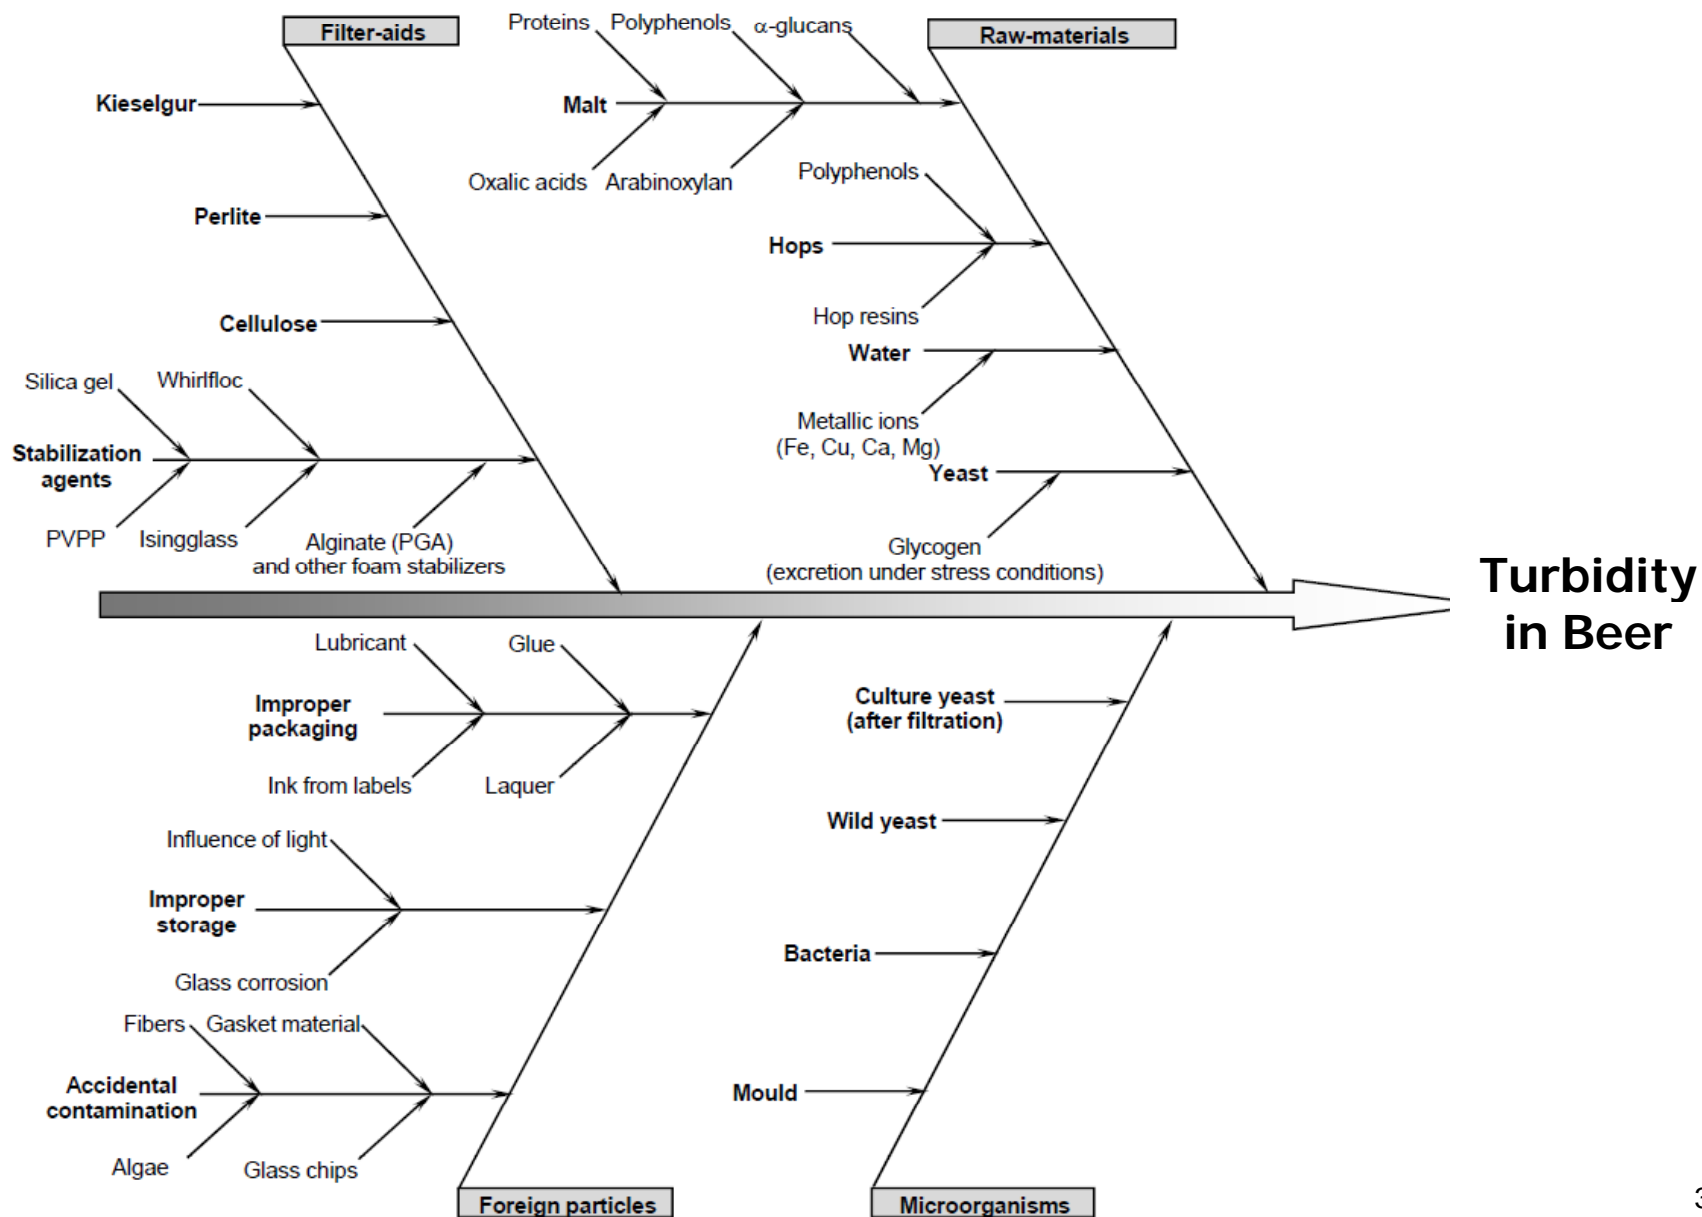 Filter-aids
Proteins
Polyphenols
α-glucans
Raw-materials
Kieselgur
Malt
Oxalic acids
Arabinoxylan
Polyphenols
Perlite
Hops
Hop resins
Cellulose
Water
Silica gel
Whirlfloc
Metallic ions
(Fe, Cu, Ca, Mg)
Stabilization
agents
Yeast
PVPP
Isingglass
Alginate (PGA)
and other foam stabilizers
Glycogen
(excretion under stress conditions)
Turbidity
in Beer
Lubricant
Glue
Improper
packaging
Culture yeast
(after filtration)
Ink from labels
Laquer
Wild yeast
Influence of light
Improper
storage
Bacteria
Glass corrosion
Fibers
Gasket material
Accidental
contamination
Mould
Algae
Glass chips
Foreign particles
Microorganisms
3